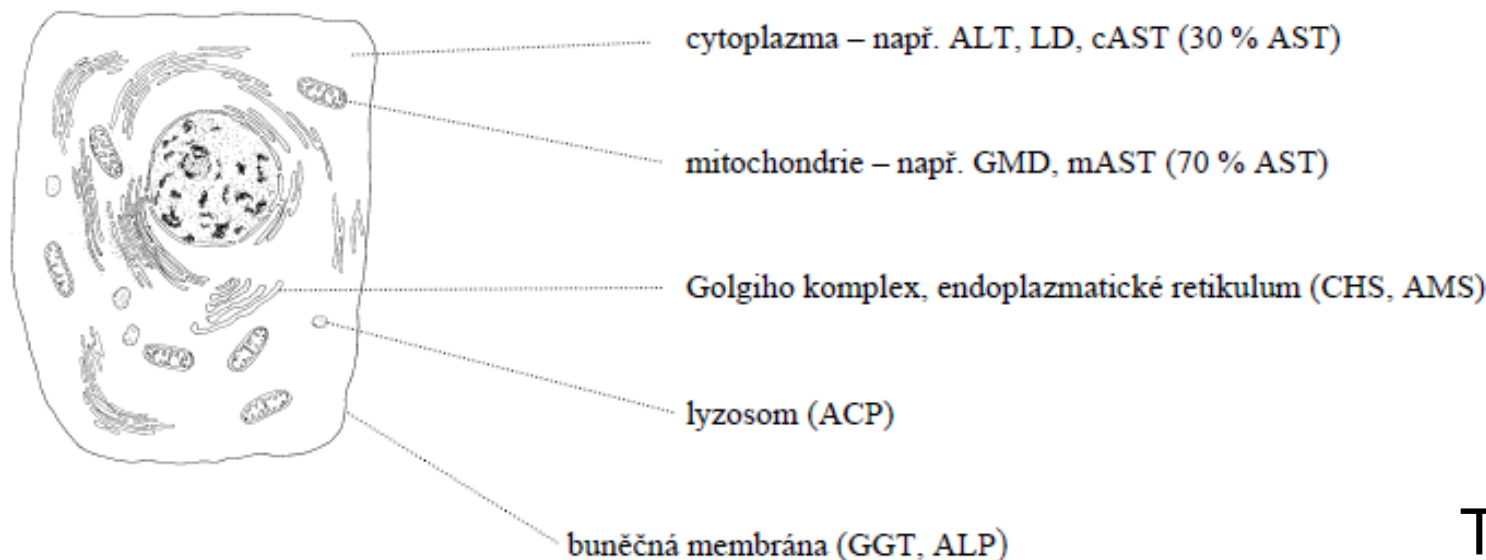 cytoplazma – např. ALT, LD, cAST (30 % AST)
mitochondrie – např. GMD, mAST (70 % AST)
Golgiho komplex, endoplazmatické retikulum (CHS, AMS)
lyzosom (ACP)
T
buněčná membrána (GGT, ALP)